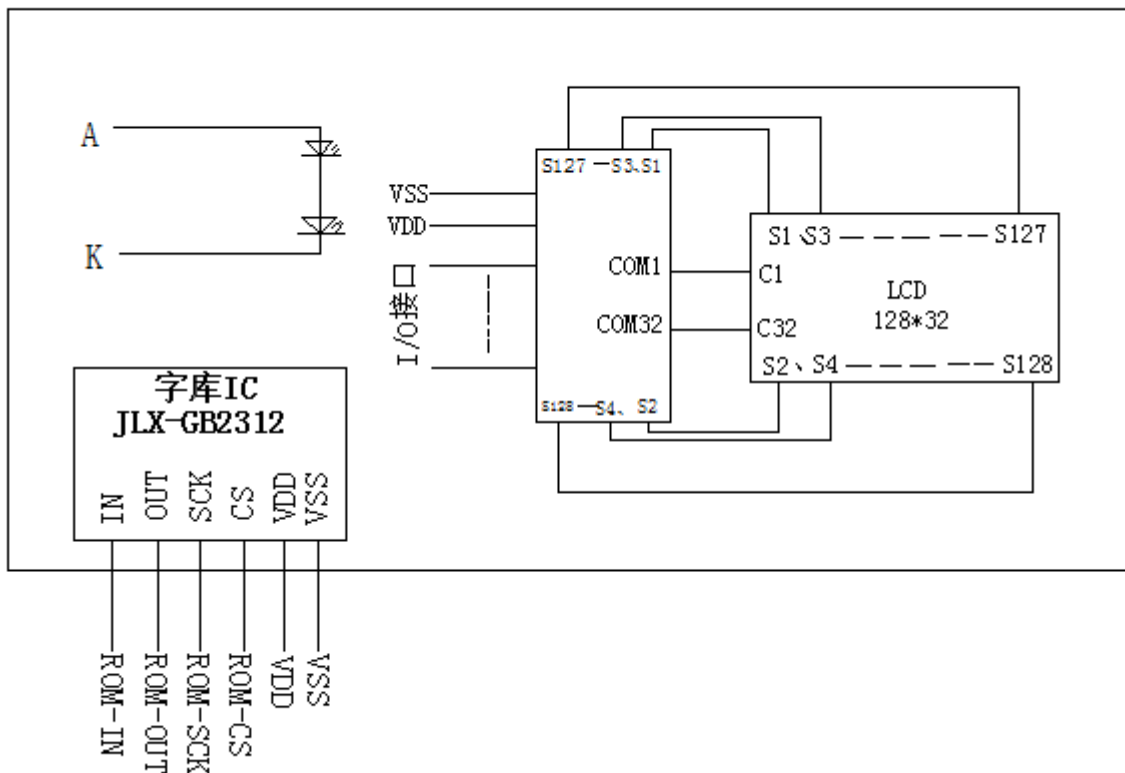 A
K
VSS
VDD
I/O接口
S127 —S3、S1
COM1
COM32
S128—S4、 S2
S1、S3 — — — — — S127
C1
LCD
128*32
C32
S2、S4 — — — — — S128
字库IC
JLX-GB2312
IN
OUT
SCK
CS
VDD
VSS
ROM-IN
ROM-OUT
ROM-SCK
ROM-CS
VDD
VSS